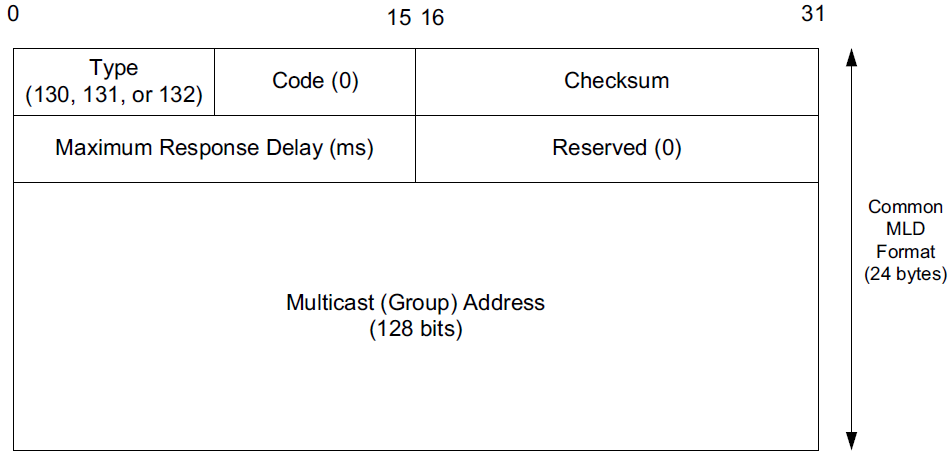 0
15 16
31
Type
(130, 131, or 132)
Code (0)
Checksum
Maximum Response Delay (ms)
Reserved (0)
Multicast (Group) Address
(128 bits)
Common
MLD
Format
(24 bytes)